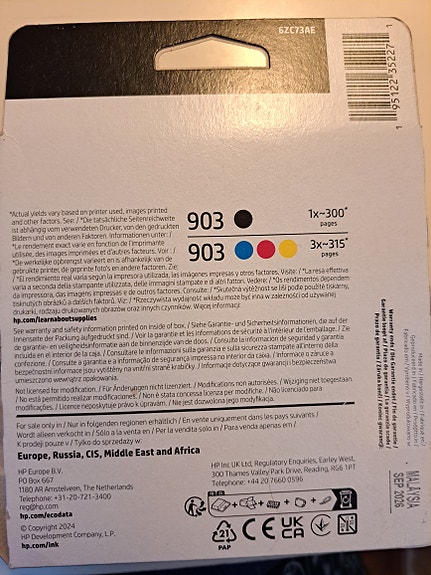 6ZC73AE
1 95122 35227 1
903 1x~300* pages
903 3x~315* pages
*Actual yields vary based on printer used, images printed
and other factors. See: / *Die tatsächliche Seitenreichweite
ist abhängig vom verwendeten Drucker, von den gedruckten
Bildern und von anderen Faktoren. Informationen unter: /
*Le rendement exact varie en fonction de l'imprimante
utilisée, des images imprimées et d'autres facteurs. Voir : /
*De werkelijke opbrengst varieert en is afhankelijk van de
gebruikte printer, de geprinte foto's en andere factoren. Zie:
/ *El rendimiento real varía según la impresora utilizada, las imágenes impresas y otros factores. Visite: / *La resa effettiva
varia a seconda della stampante utilizzata, delle immagini stampate e di altri fattori. Vedere: / *Os rendimentos dependem
da impressora, das imagens impressas e de outros factores. Consulte: / *Skutečná výtěžnost se liší podle použité tiskárny,
tisknutých obrázků a dalších faktorů. Viz: / *Rzeczywista wydajność wkładu może być inna w zależności od używanej
drukarki, rodzaju drukowanych obrazów oraz innych czynników. Więcej informacji:
hp.com/learnaboutsupplies
See warranty and safety information printed on inside of box. / Siehe Garantie- und Sicherheitsinformationen, die auf der
Innenseite der Packung aufgedruckt sind. / Voir la garantie et les informations de sécurité à l'intérieur de l'emballage. / Zie
garantie- en veiligheidsinformatie aan de binnenzijde van de doos. / Consulte la información de seguridad y garantía
incluida en el interior de la caja. / Consultare le informazioni sulla garanzia e sulla sicurezza stampate all'interno della
confezione. / Consulte a garantia e a informação de segurança impressa no interior da caixa. / Informace o záruce a
bezpečnostní informace jsou vytištěny na vnitřní straně krabičky. / Informacje dotyczące gwarancji i bezpieczeństwa
umieszczono wewnątrz opakowania.
Not licensed for modification. / Für Änderungen nicht lizenziert. / Modifications non autorisées. / Wijziging niet toegestaan.
/ No está permitido realizar modificaciones. / Non è stata concessa licenza per modifiche. / Não licenciado para
modificações. / Licence neposkytuje právo k úpravám. / Nie jest dozwolona jego modyfikacja.
For sale only in / Nur in folgenden Regionen erhältlich / En vente uniquement dans les pays suivants /
Wordt alleen verkocht in / Sólo a la venta en / Per la vendita solo in / Para venda apenas em /
K prodeji pouze v / Tylko do sprzedaży w:
Europe, Russia, CIS, Middle East and Africa
HP Europe B.V.
PO Box 667
1180 AR Amstelveen, The Netherlands
Telephone: +31-20-721-3400
reg@hp.com
hp.com/ecodata
© Copyright 2024
HP Development Company, L.P.
hp.com/ink
HP Inc UK Ltd, Regulatory Enquiries, Earley West,
300 Thames Valley Park Drive, Reading, RG6 1PT
Telephone: +44 20 7660 0596
21
PAP
CE
UK
CA
Warranty ends /
MALAYSIA
SEP 2026